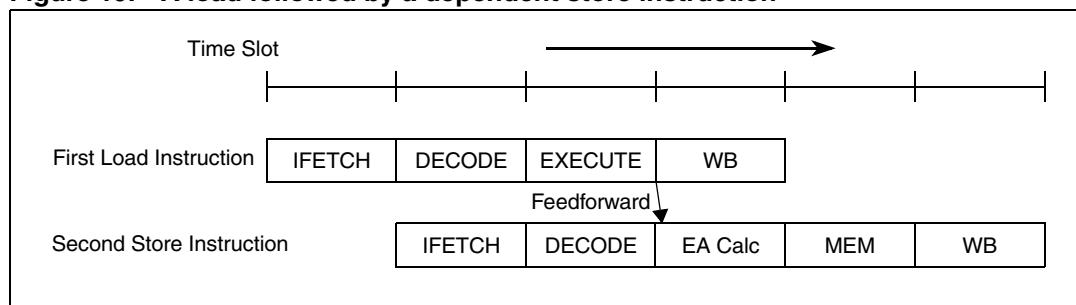 Figure 10. A load followed by a dependent store instruction
Time Slot
First Load Instruction IFETCH DECODE EXECUTE WB
Feedforward
Second Store Instruction IFETCH DECODE EA Calc MEM WB